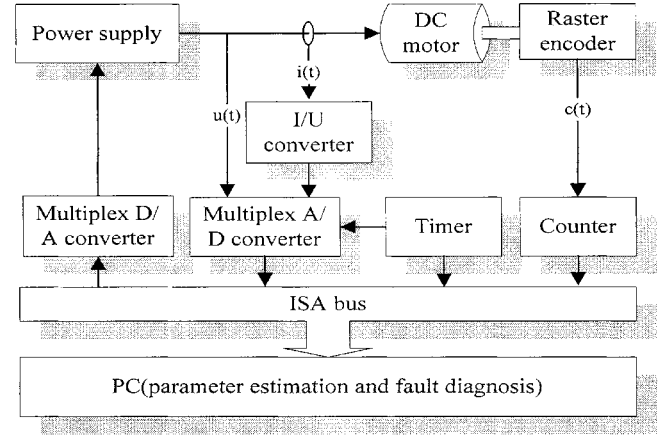 Power supply
DC
motor
Raster
encoder
i(t)
u(t)
c(t)
I/U
converter
Multiplex D/
A converter
Multiplex A/
D converter
Timer
Counter
ISA bus
PC(parameter estimation and fault diagnosis)